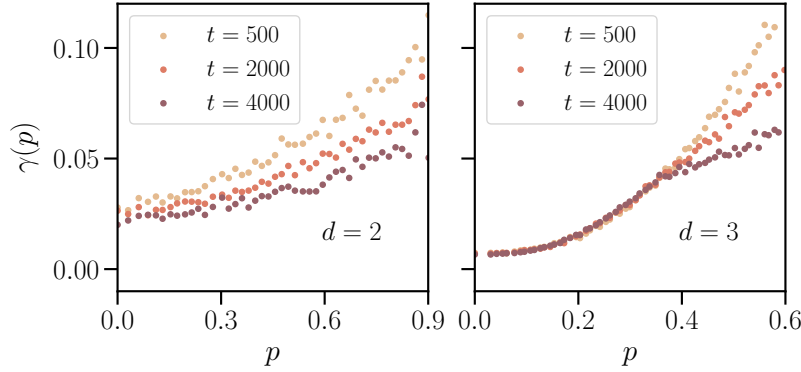 γ(p)
0.10
0.05
0.00
t = 500
t = 2000
t = 4000
d = 2
0.0 0.3 0.6 0.9
p
t = 500
t = 2000
t = 4000
d = 3
0.0 0.2 0.4 0.6
p